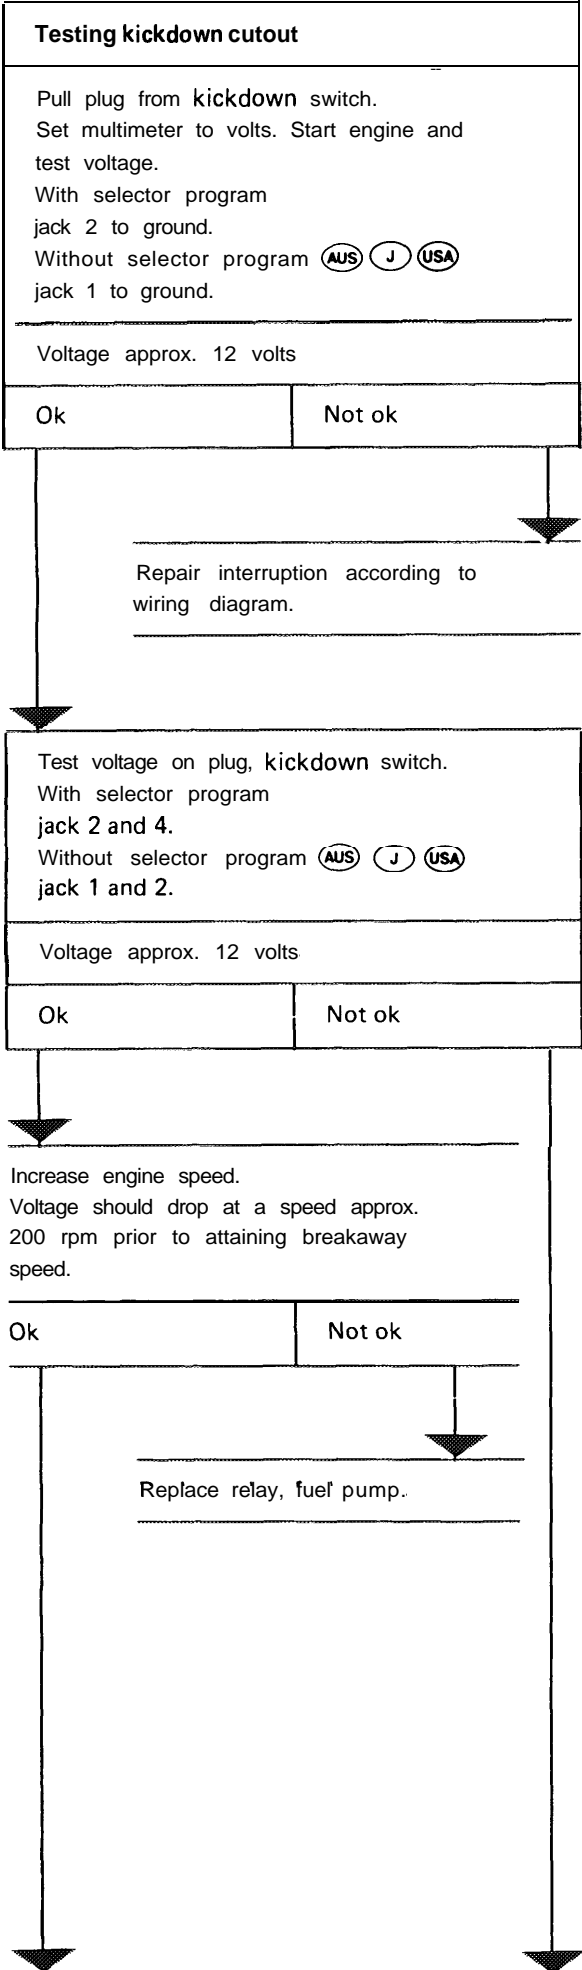 Testing kickdown cutout
Pull plug from kickdown switch.
Set multimeter to volts. Start engine and
test voltage.
With selector program
jack 2 to ground.
Without selector program AUS J USA
jack 1 to ground.
Voltage approx. 12 volts
Ok Not ok
Repair interruption according to
wiring diagram.
Test voltage on plug, kickdown switch.
With selector program
jack 2 and 4.
Without selector program AUS J USA
jack 1 and 2.
Voltage approx. 12 volts
Ok Not ok
Increase engine speed.
Voltage should drop at a speed approx.
200 rpm prior to attaining breakaway
speed.
Ok Not ok
Replace relay, fuel pump.